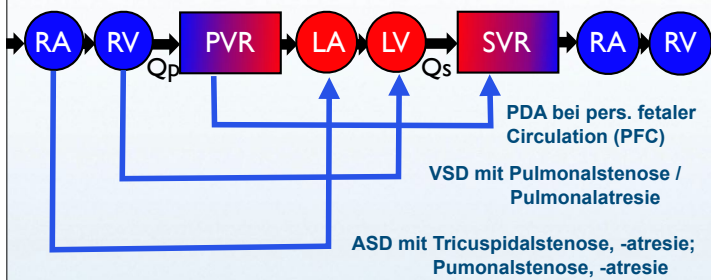 RA RV PVR LA LV SVR RA RV
Qp Qs
PDA bei pers. fetaler
Circulation (PFC)
VSD mit Pulmonalstenose /
Pulmonalatresie
ASD mit Tricuspidalstenose, -atresie;
Pumonalstenose, -atresie